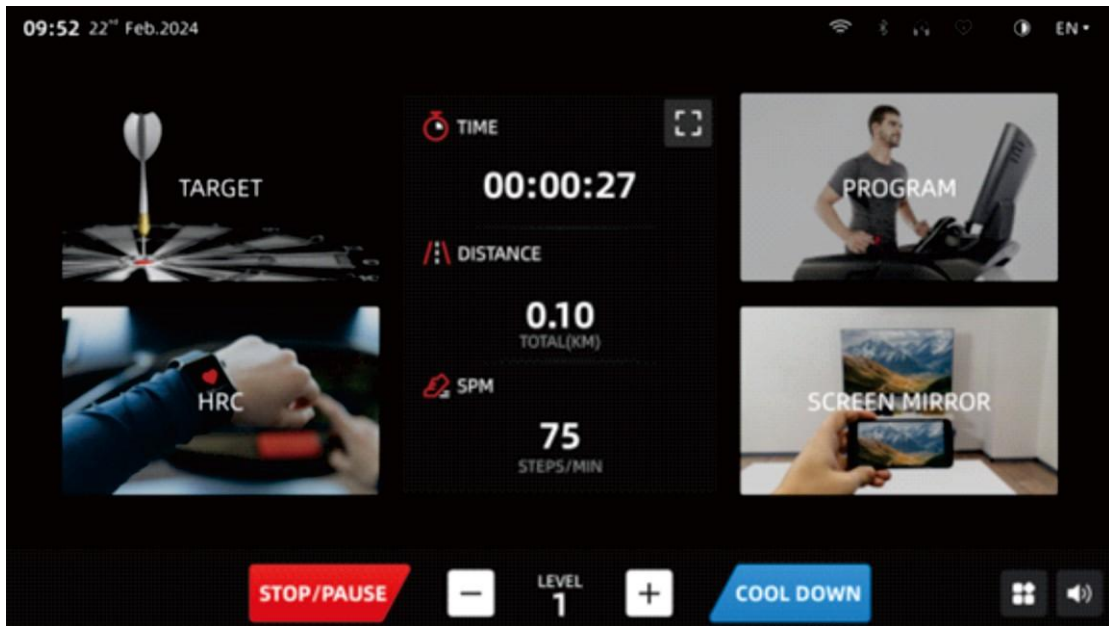 09:52 22nd Feb.2024
EN
TARGET
TIME
00:00:27
DISTANCE
0.10
TOTAL(KM)
SPM
75
STEPS/MIN
PROGRAM
HRC
SCREEN MIRROR
STOP/PAUSE
−
LEVEL
1
+
COOL DOWN